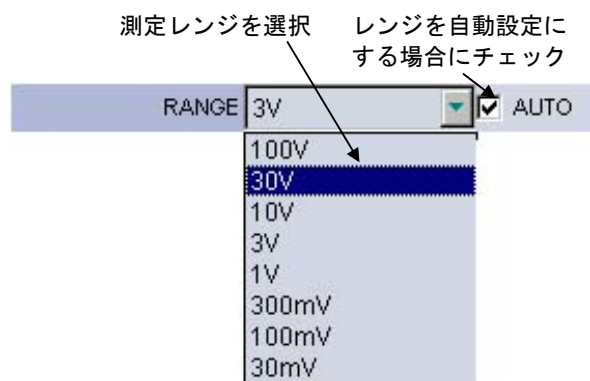 測定レンジを選択
レンジを自動設定に
する場合にチェック
RANGE 3V AUTO
100V
30V
10V
3V
1V
300mV
100mV
30mV